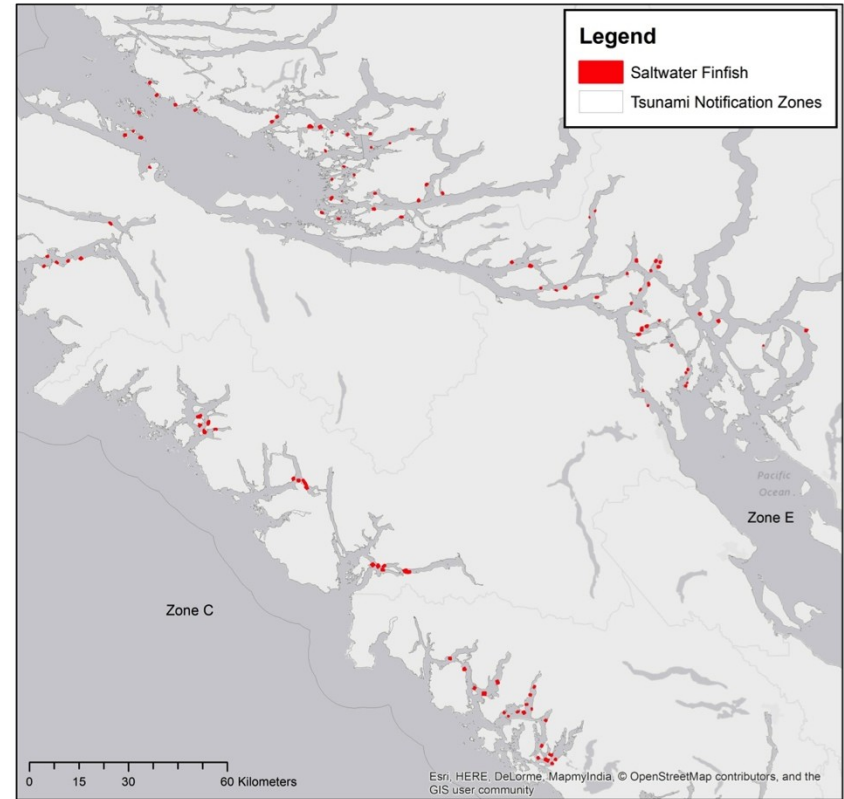 Legend
Saltwater Finfish
Tsunami Notification Zones
Pacific
Ocean
Zone E
Zone C
0 15 30 60 Kilometers
Esri, HERE, DeLorme, MapmyIndia, © OpenStreetMap contributors, and the
GIS user community